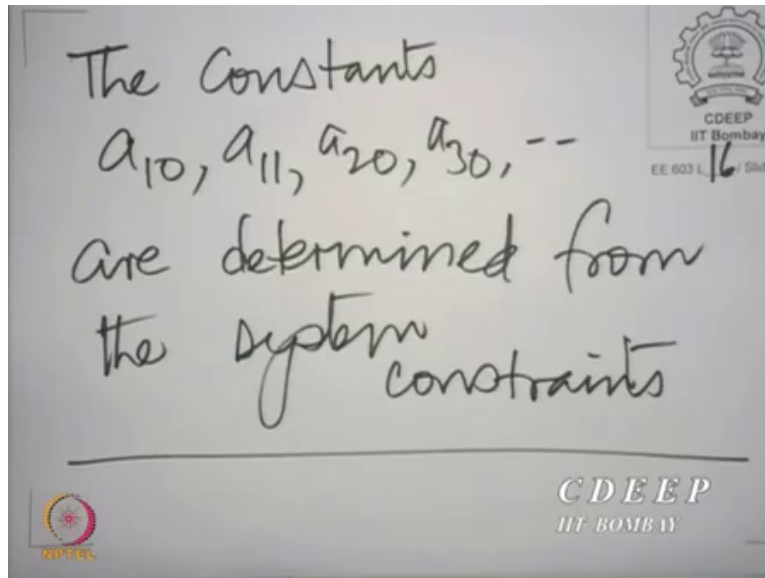 The Constants
a10, a11, a20, a30, --
are determined from
the system
constraints
CDEEP
IIT Bombay
EE 603 L 16 / Slid
CDEEP
IIT BOMBAY
NPTEL